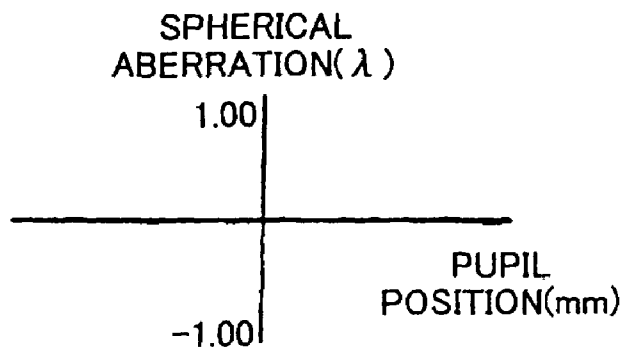 SPHERICAL
ABERRATION(λ)
1.00
PUPIL
POSITION(mm)
-1.00